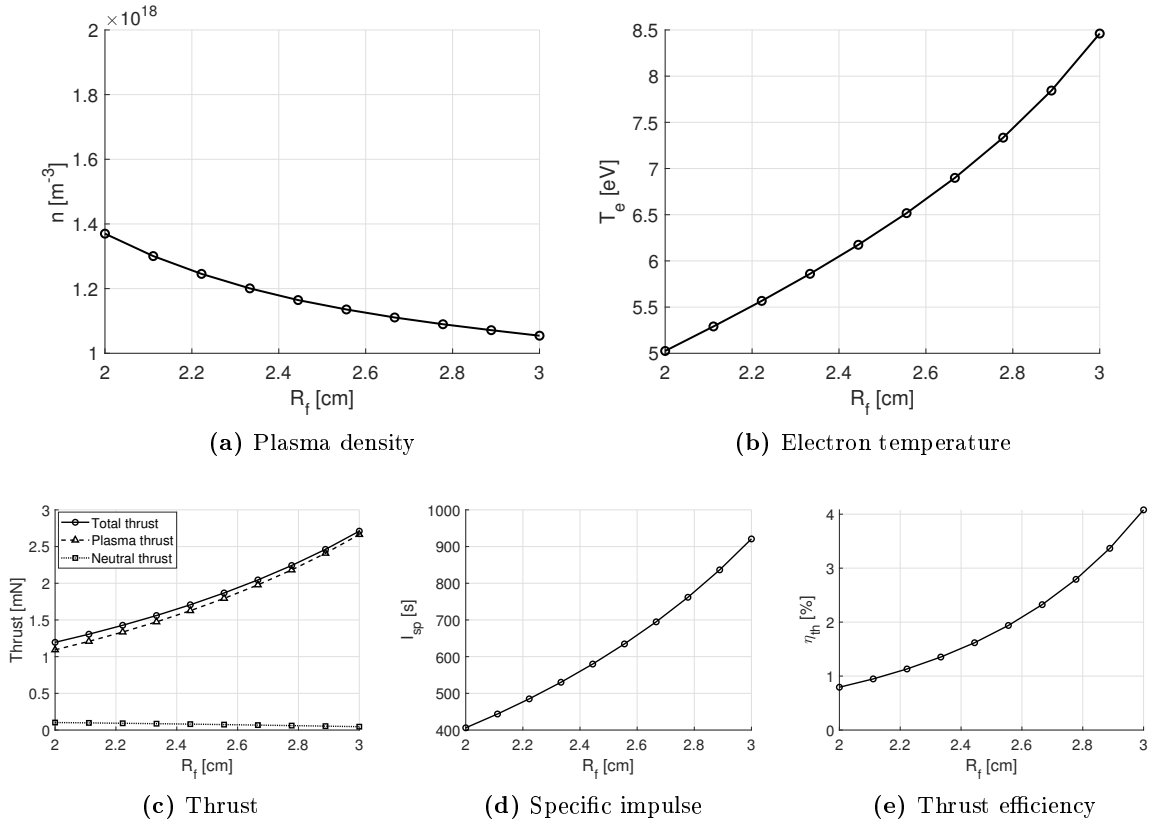 ×10^18
2
1.8
1.6
1.4
1.2
1
n [m^-3]
2 2.2 2.4 2.6 2.8 3
R_f [cm]
(a) Plasma density
8.5
8
7.5
7
6.5
6
5.5
5
T_e [eV]
2 2.2 2.4 2.6 2.8 3
R_f [cm]
(b) Electron temperature
3
2.5
2
1.5
1
0.5
0
Thrust [mN]
Total thrust
Plasma thrust
Neutral thrust
2 2.2 2.4 2.6 2.8 3
R_f [cm]
(c) Thrust
1000
900
800
700
600
500
400
I_sp [s]
2 2.2 2.4 2.6 2.8 3
R_f [cm]
(d) Specific impulse
4
3
2
1
0
η_th [%]
2 2.2 2.4 2.6 2.8 3
R_f [cm]
(e) Thrust efficiency